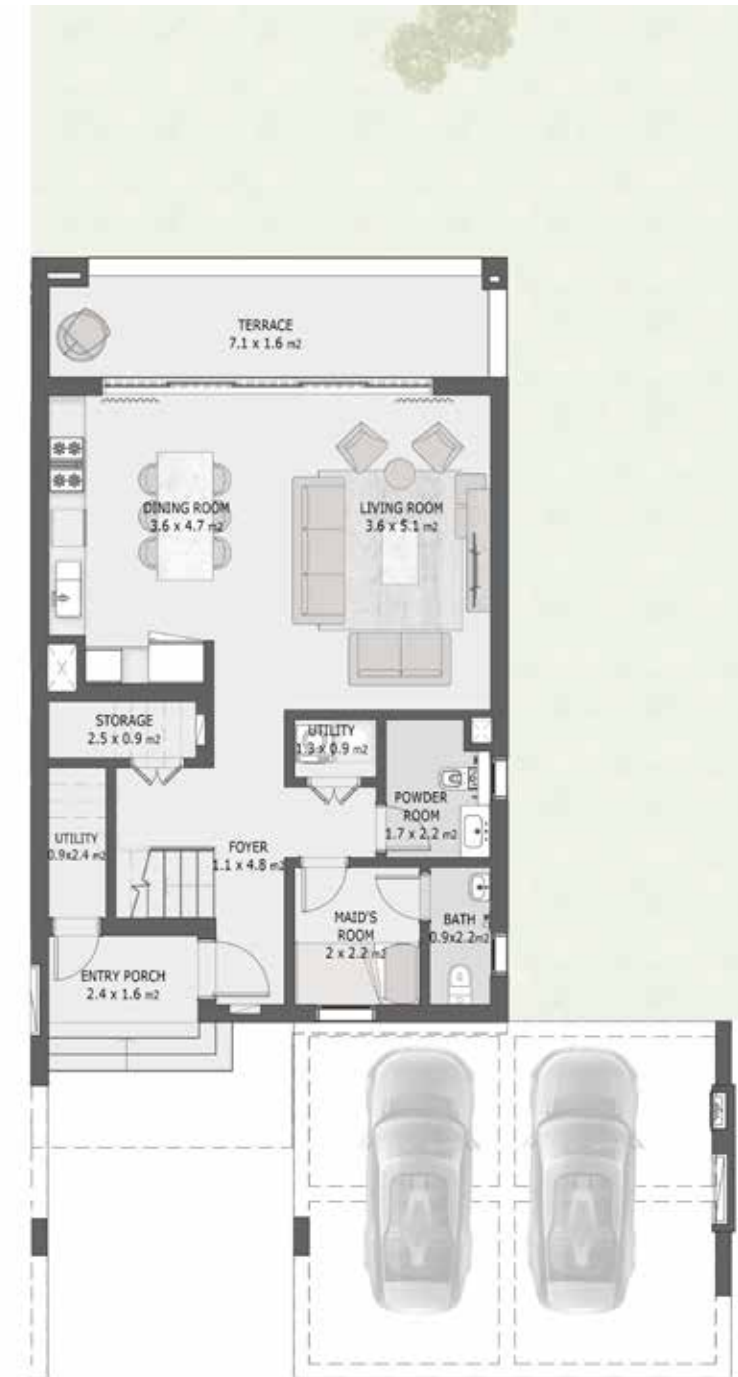 TERRACE
7.1 x 1.6 m2
DINING ROOM
3.6 x 4.7 m2
LIVING ROOM
3.6 x 5.1 m2
STORAGE
2.5 x 0.9 m2
UTILITY
1.3 x 0.9 m2
POWDER
ROOM
1.7 x 2.2 m2
UTILITY
0.9x2.4 m2
FOYER
1.1 x 4.8 m2
MAID'S
ROOM
2 x 2.2 m2
BATH
0.9x2.2m2
ENTRY PORCH
2.4 x 1.6 m2